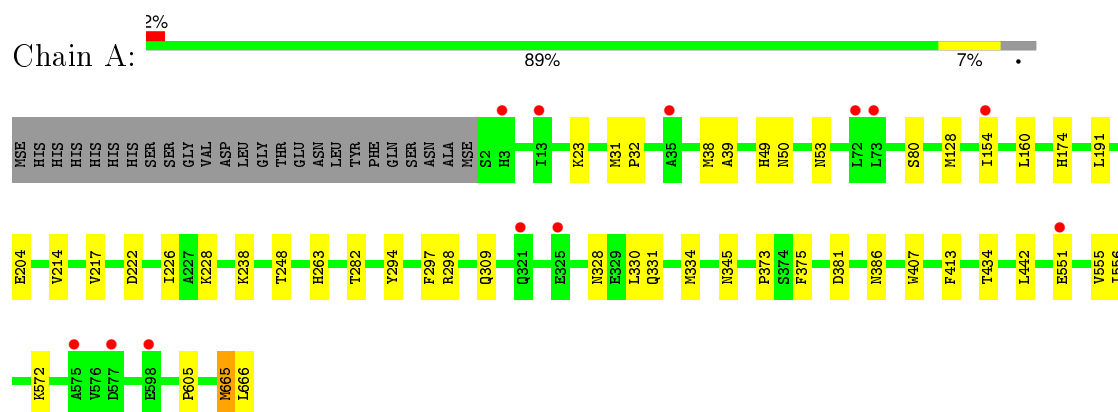 2%
Chain A:
89% 7% •
MSE HIS HIS HIS HIS HIS HIS SER SER GLY VAL ASP LEU GLY THR GLU ASN LEU TYR PHE GLN SER ASN ALA MSE S2 H3 I13 K23 M31 P32 A35 M38 A39 H49 N50 N53 L72 L73 S80 M128 I154 L160 H174 L191
E204 V214 V217 D222 I226 A227 K228 K238 T248 H263 T282 Y294 F297 R298 Q309 Q321 E325 N328 E329 L330 Q331 M334 N345 P373 S374 F375 D381 N386 W407 F413 T434 L442 E551 V555
K572 A575 V576 D577 E598 P605 M665 L666